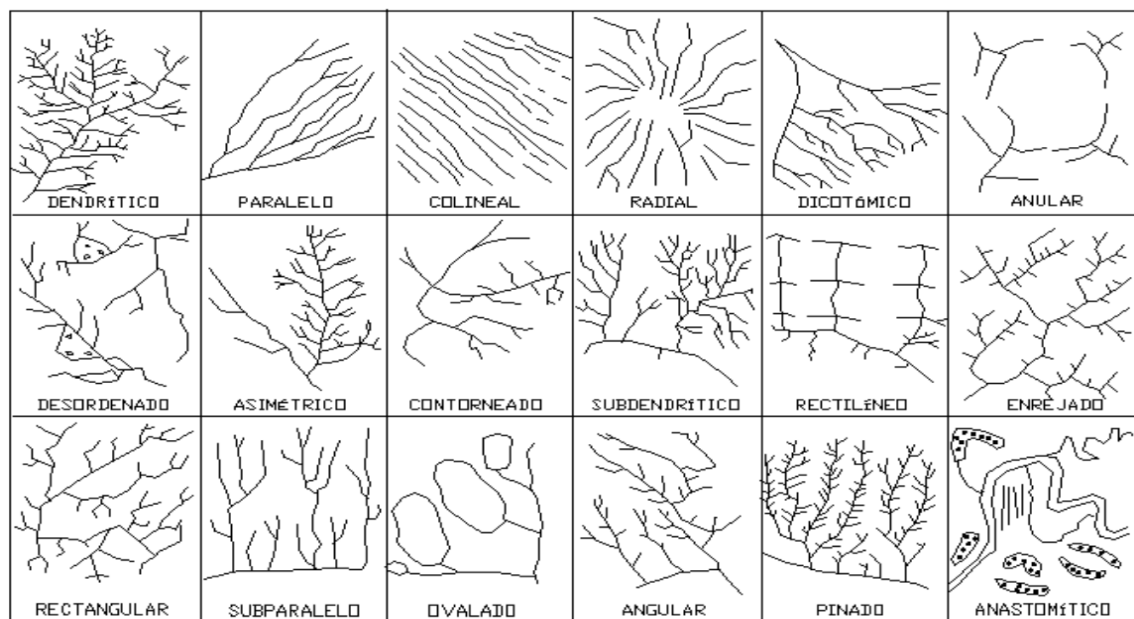 DENDRíTICO PARALELO COLINEAL RADIAL DICOTóMICO ANULAR
DESORDENADO ASIMéTRICO CONTORNEADO SUBDENDRíTICO RECTILíNEO ENREJADO
RECTANGULAR SUBPARALELO OVALADO ANGULAR PINADO ANASTOMíTICO